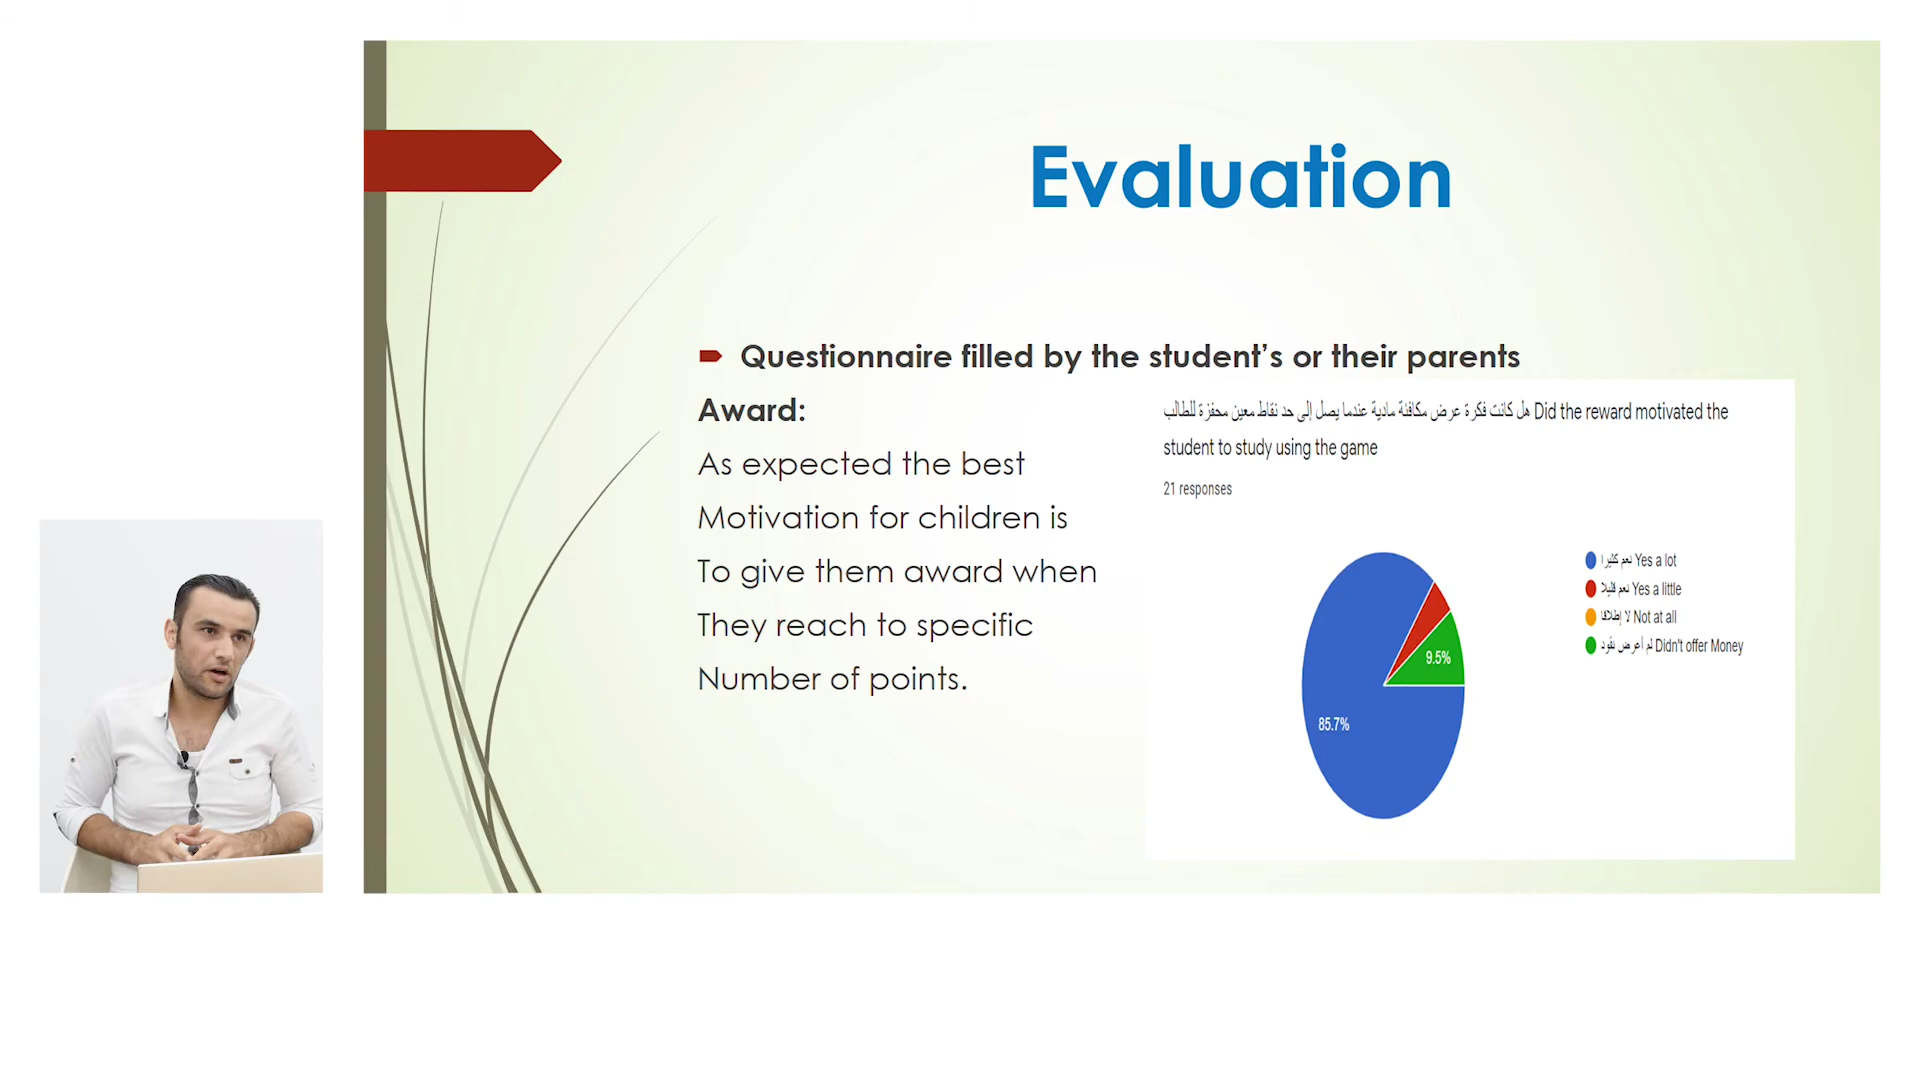 Evaluation
Questionnaire filled by the student’s or their parents
Award:
As expected the best
Motivation for children is
To give them award when
They reach to specific
Number of points.
هل كانت فكرة عرض مكافئة مادية عندما يصل إلى حد نقاط معين محفزة للطالب Did the reward motivated the
student to study using the game
21 responses
نعم كثيرا Yes a lot
نعم قليلا Yes a little
لا إطلاقا Not at all
لم أعرض نقود Didn't offer Money
9.5%
85.7%